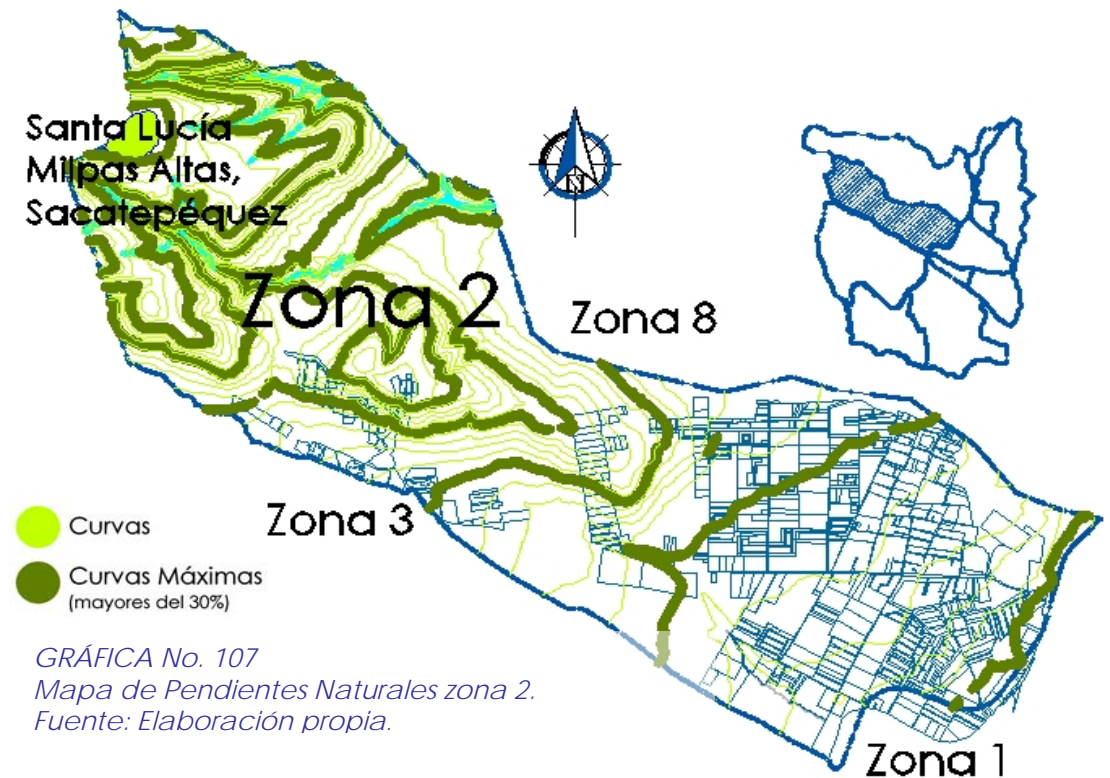 Santa Lucía
Milpas Altas,
Sacatepéquez
N
Zona 2
Zona 8
Zona 3
Curvas
Curvas Máximas
(mayores del 30%)
GRÁFICA No. 107
Mapa de Pendientes Naturales zona 2.
Fuente: Elaboración propia.
Zona 1